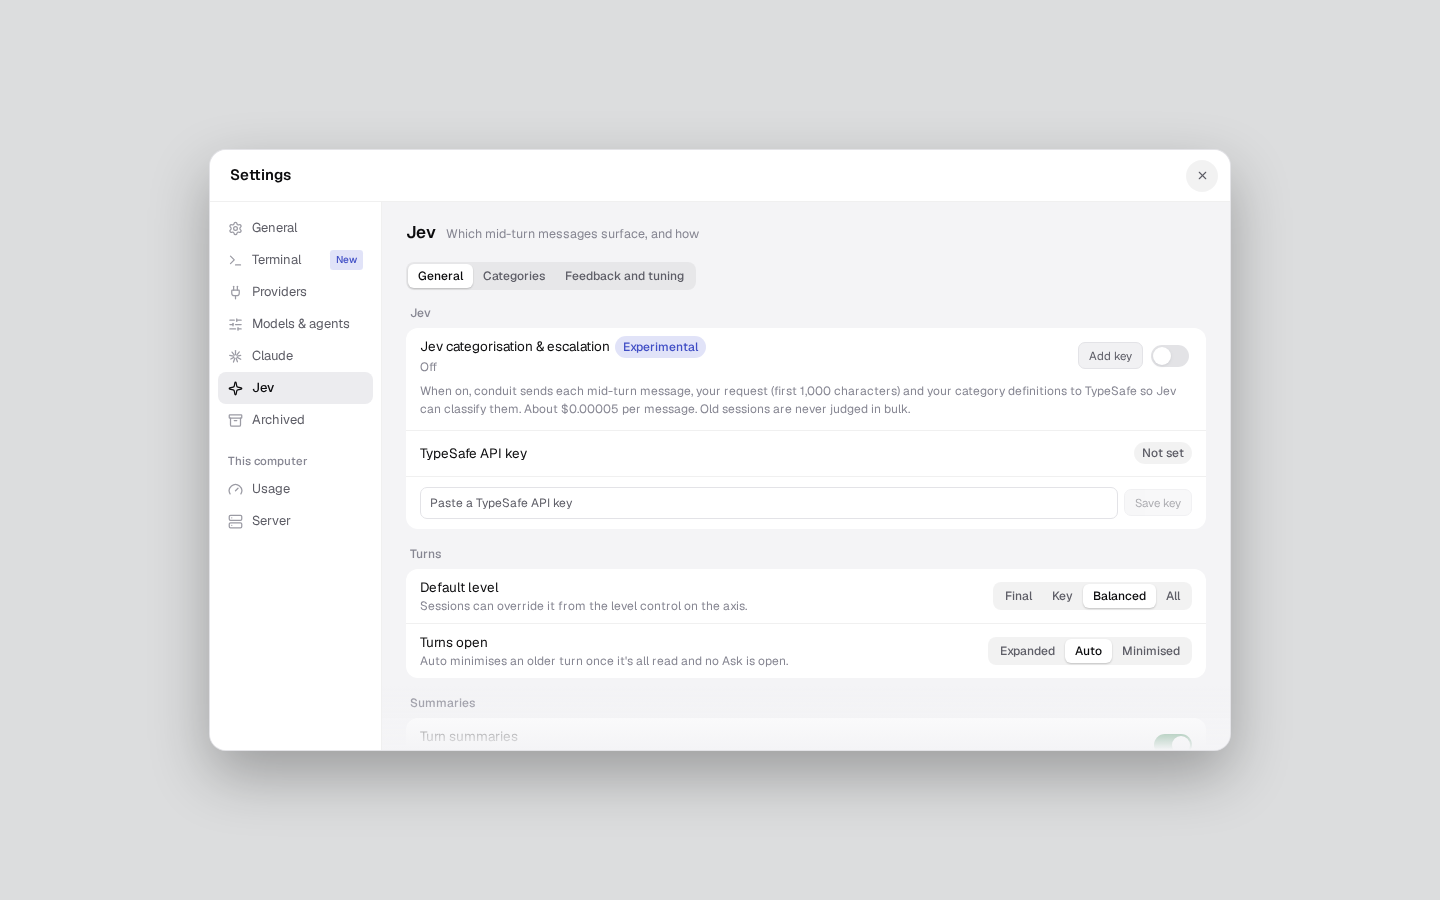 Settings
General
Terminal New
Providers
Models & agents
Claude
Jev
Archived
This computer
Usage
Server
Jev Which mid-turn messages surface, and how
General Categories Feedback and tuning
Jev
Jev categorisation & escalation Experimental
Off
Add key
When on, conduit sends each mid-turn message, your request (first 1,000 characters) and your category definitions to TypeSafe so Jev
can classify them. About $0.00005 per message. Old sessions are never judged in bulk.
TypeSafe API key Not set
Paste a TypeSafe API key Save key
Turns
Default level
Sessions can override it from the level control on the axis.
Final Key Balanced All
Turns open
Auto minimises an older turn once it's all read and no Ask is open.
Expanded Auto Minimised
Summaries
Turn summaries